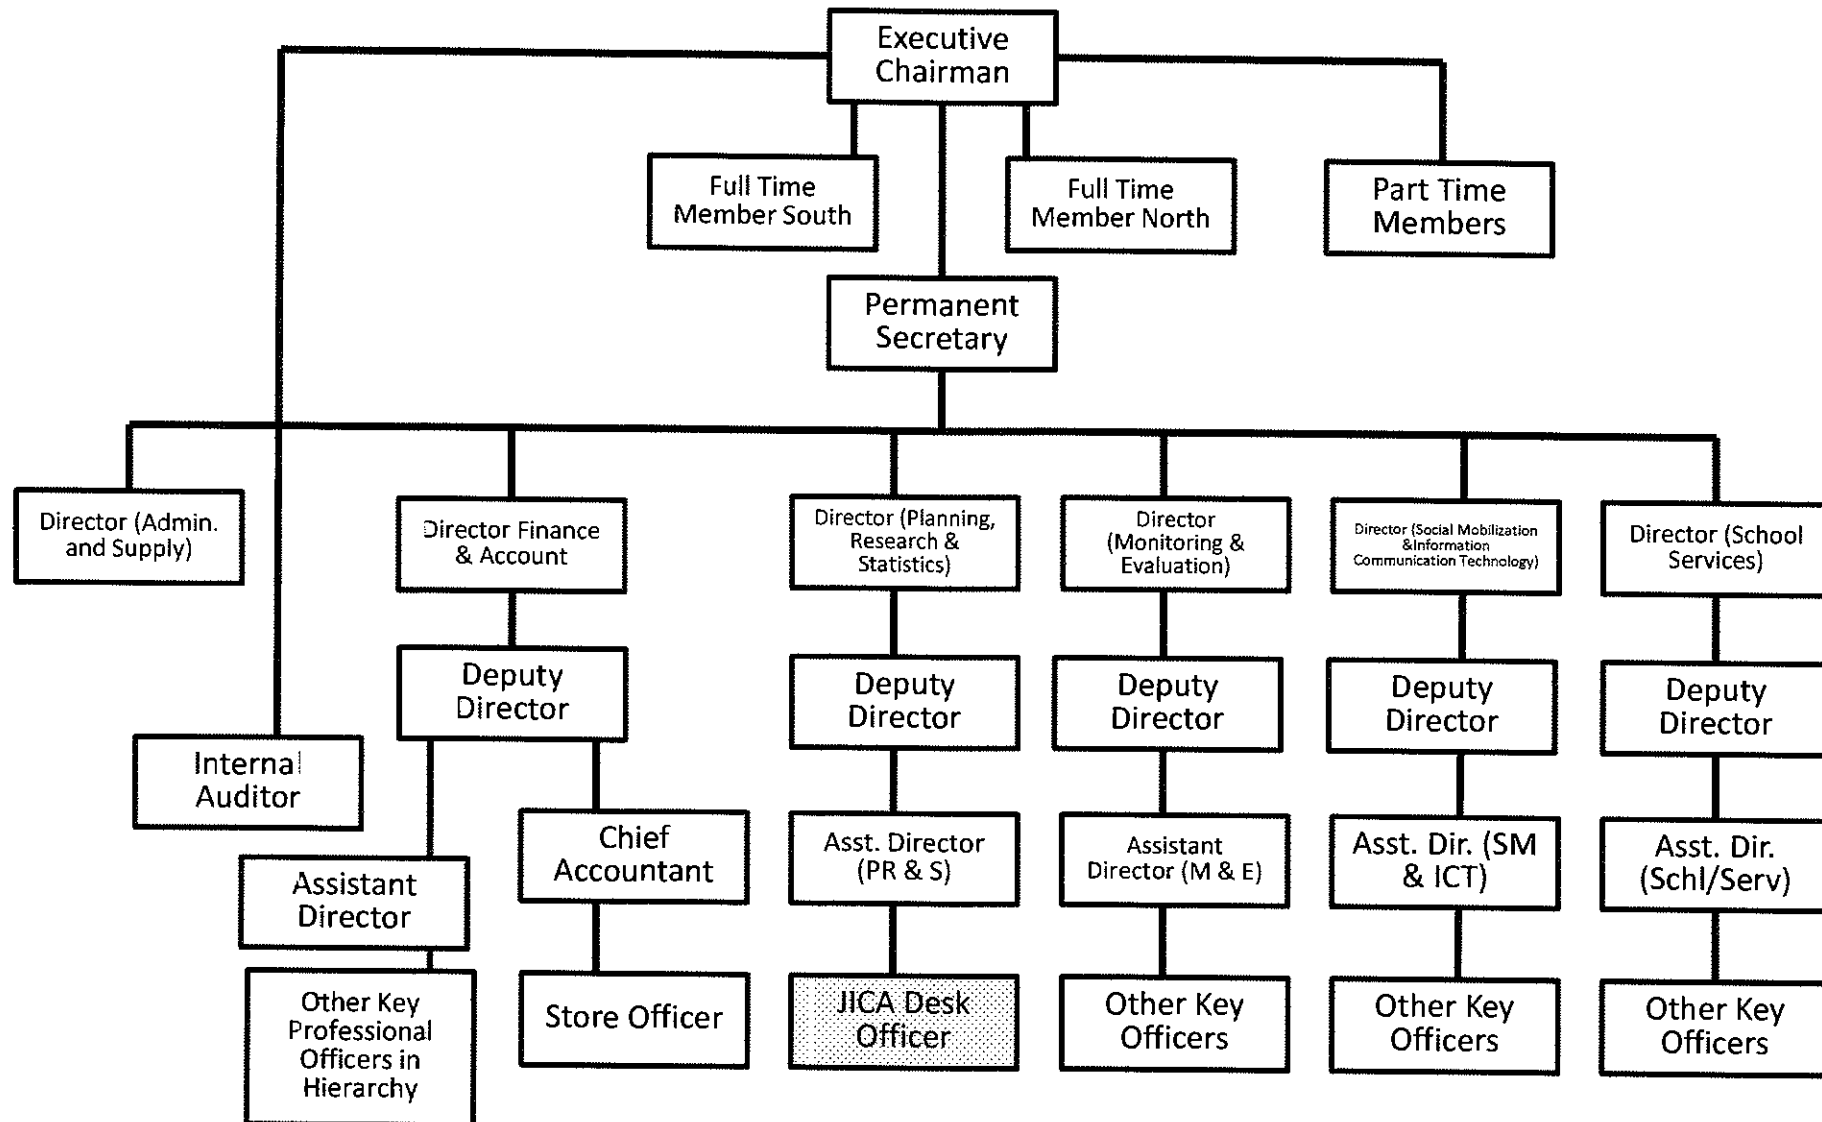 Executive
Chairman
Full Time
Member South
Full Time
Member North
Part Time
Members
Permanent
Secretary
Director (Admin.
and Supply)
Director Finance
& Account
Director (Planning,
Research &
Statistics)
Director
(Monitoring &
Evaluation)
Director (Social Mobilization
&Information
Communication Technology)
Director (School
Services)
Deputy
Director
Deputy
Director
Deputy
Director
Deputy
Director
Deputy
Director
Internal
Auditor
Chief
Accountant
Asst. Director
(PR & S)
Assistant
Director (M & E)
Asst. Dir. (SM
& ICT)
Asst. Dir.
(Schl/Serv)
Assistant
Director
Other Key
Professional
Officers in
Hierarchy
Store Officer
JICA Desk
Officer
Other Key
Officers
Other Key
Officers
Other Key
Officers